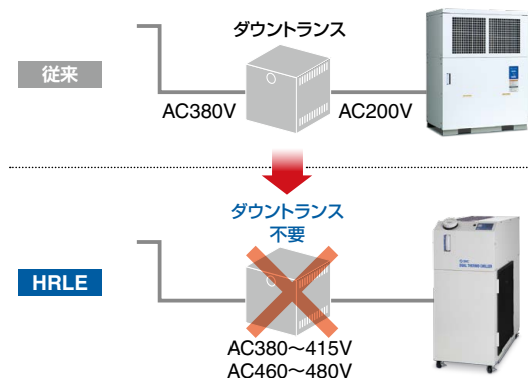 ダウントランス
従来
AC380V
AC200V
ダウントランス
不要
HRLE
AC380～415V
AC460～480V